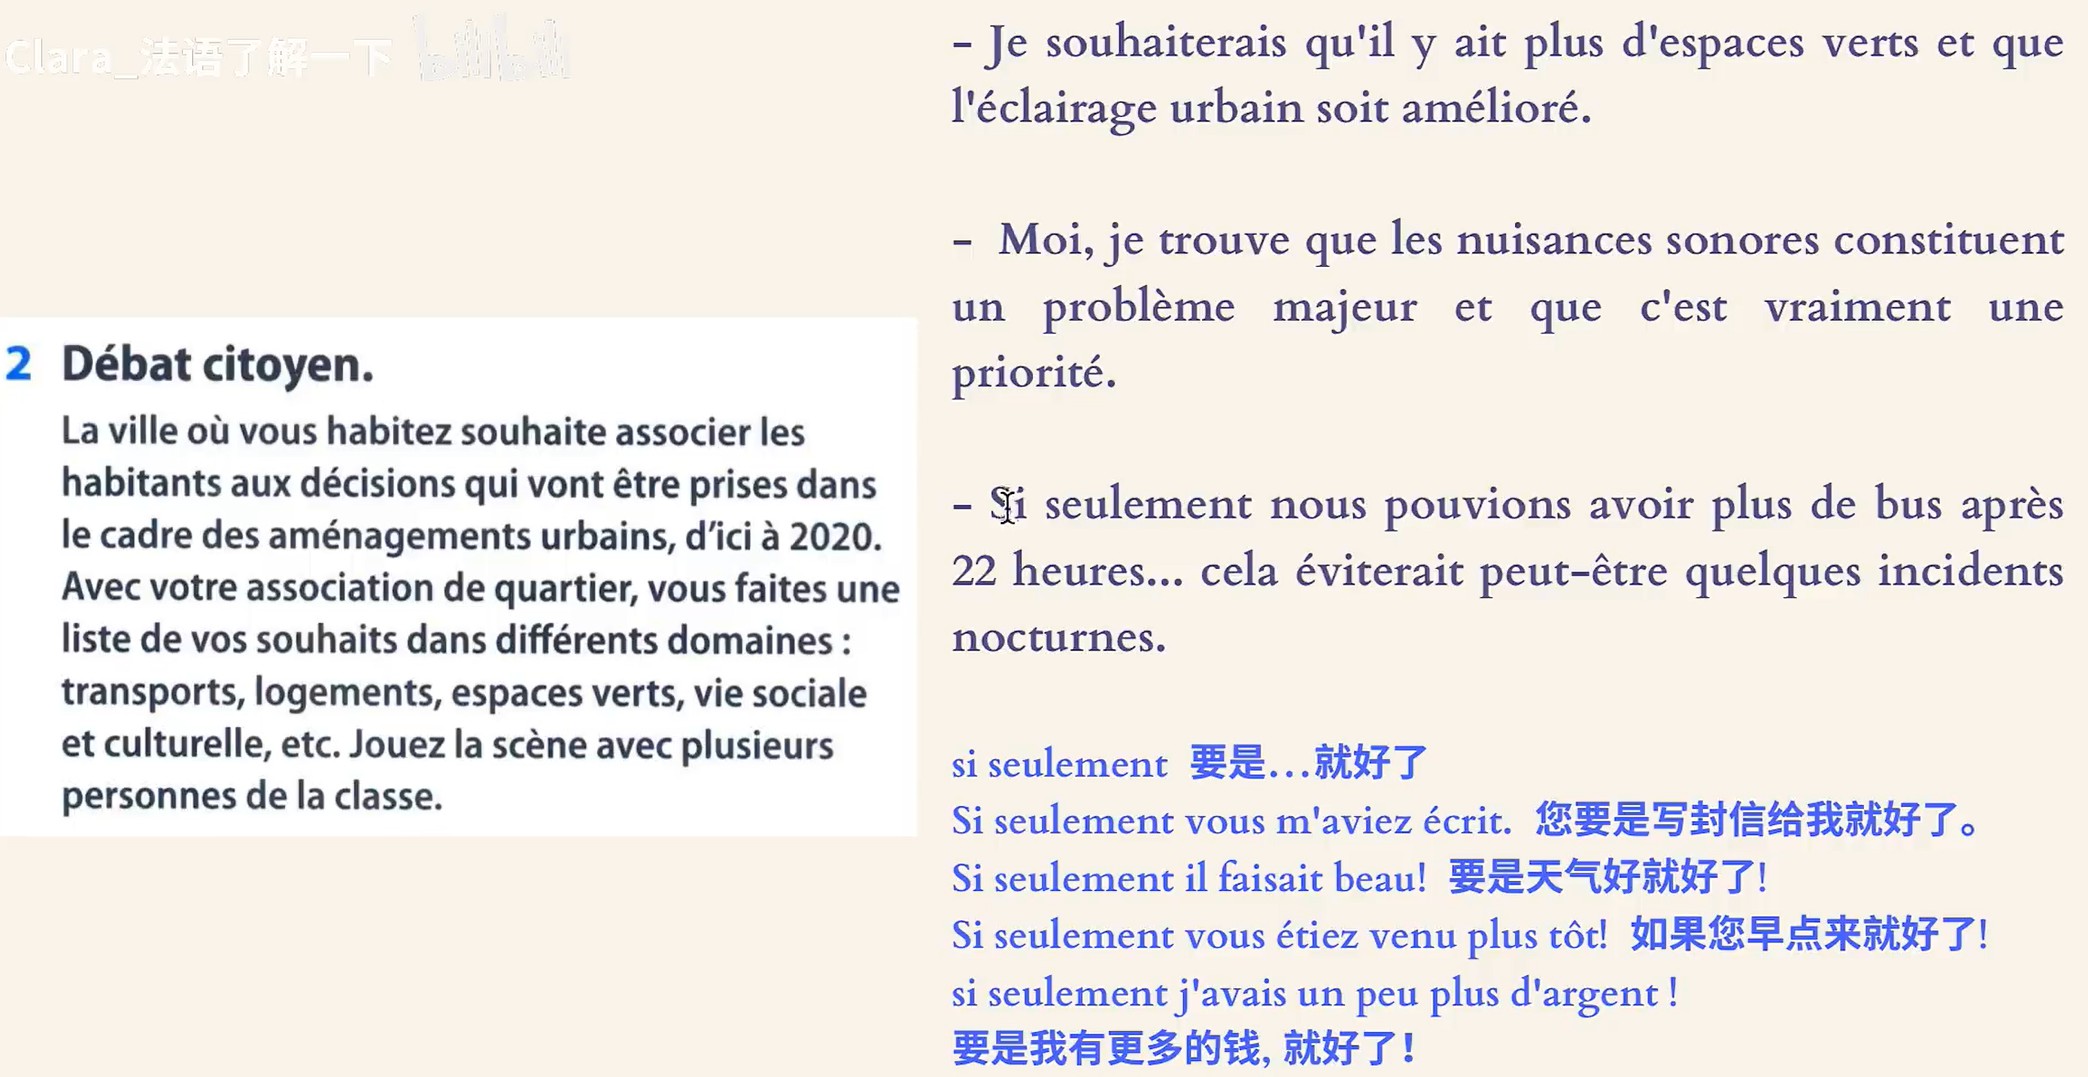 Clara_法语了解一下 bilibili
2 Débat citoyen.
La ville où vous habitez souhaite associer les
habitants aux décisions qui vont être prises dans
le cadre des aménagements urbains, d’ici à 2020.
Avec votre association de quartier, vous faites une
liste de vos souhaits dans différents domaines :
transports, logements, espaces verts, vie sociale
et culturelle, etc. Jouez la scène avec plusieurs
personnes de la classe.
- Je souhaiterais qu'il y ait plus d'espaces verts et que
l'éclairage urbain soit amélioré.
- Moi, je trouve que les nuisances sonores constituent
un problème majeur et que c'est vraiment une
priorité.
- Si seulement nous pouvions avoir plus de bus après
22 heures... cela éviterait peut-être quelques incidents
nocturnes.
si seulement 要是...就好了
Si seulement vous m'aviez écrit. 您要是写封信给我就好了。
Si seulement il faisait beau! 要是天气好就好了!
Si seulement vous étiez venu plus tôt! 如果您早点来就好了!
si seulement j'avais un peu plus d'argent !
要是我有更多的钱, 就好了！